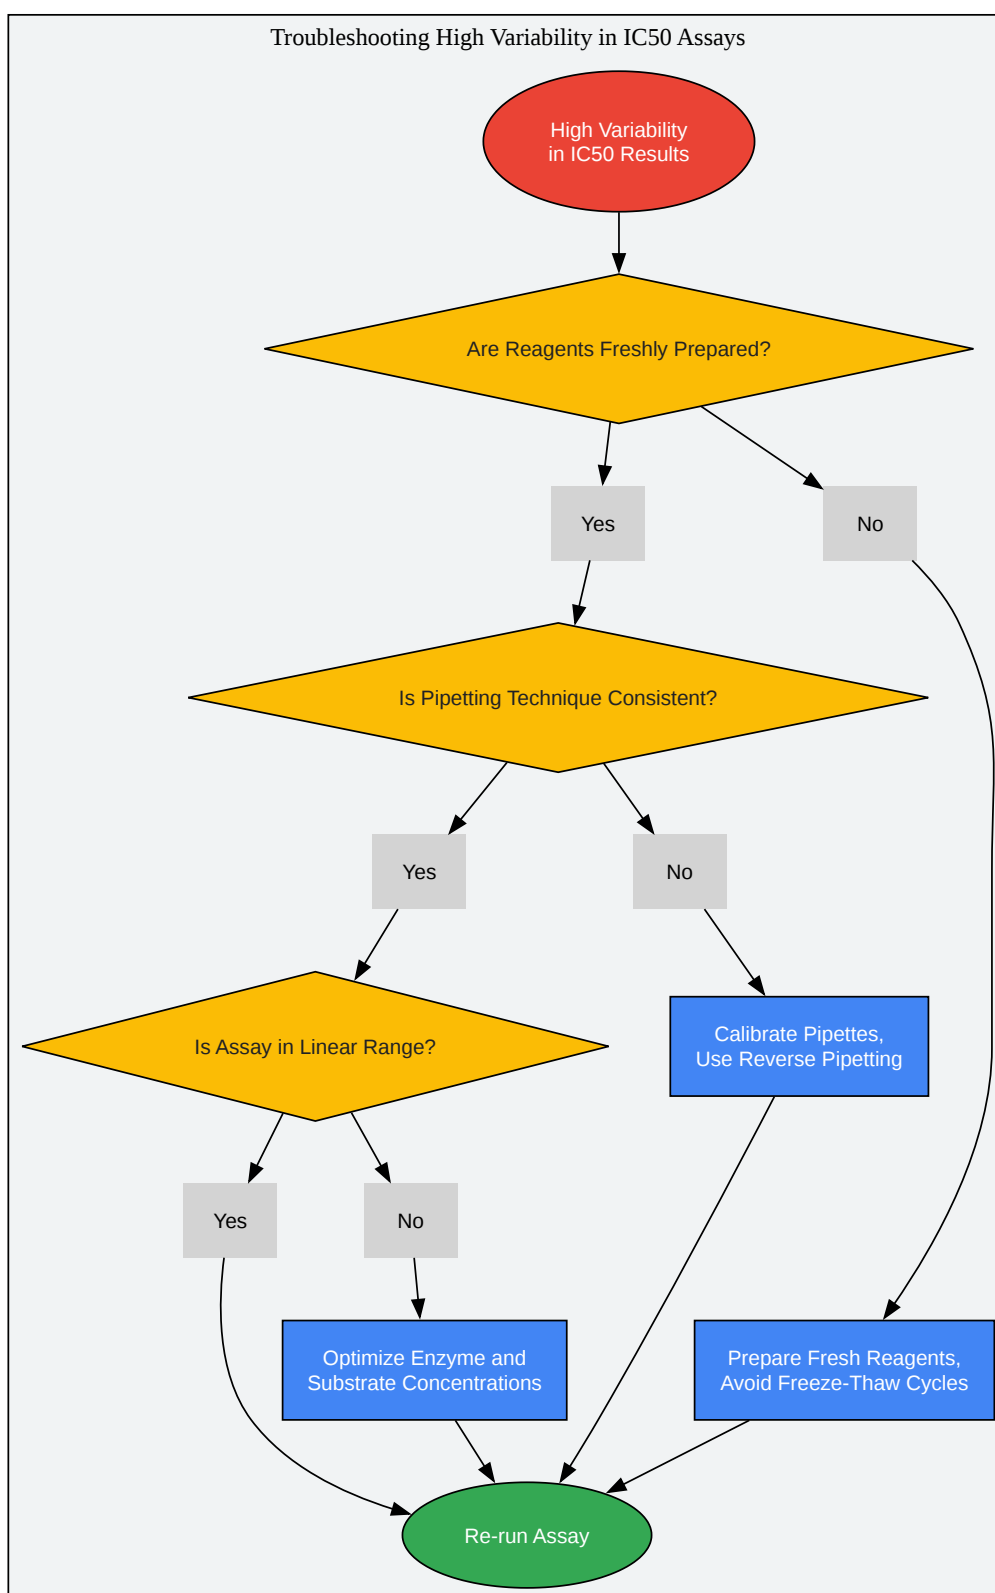 Troubleshooting High Variability in IC50 Assays
High Variability
in IC50 Results
Are Reagents Freshly Prepared?
Yes
No
Is Pipetting Technique Consistent?
Yes
No
Is Assay in Linear Range?
Calibrate Pipettes,
Use Reverse Pipetting
Yes
No
Optimize Enzyme and
Substrate Concentrations
Prepare Fresh Reagents,
Avoid Freeze-Thaw Cycles
Re-run Assay